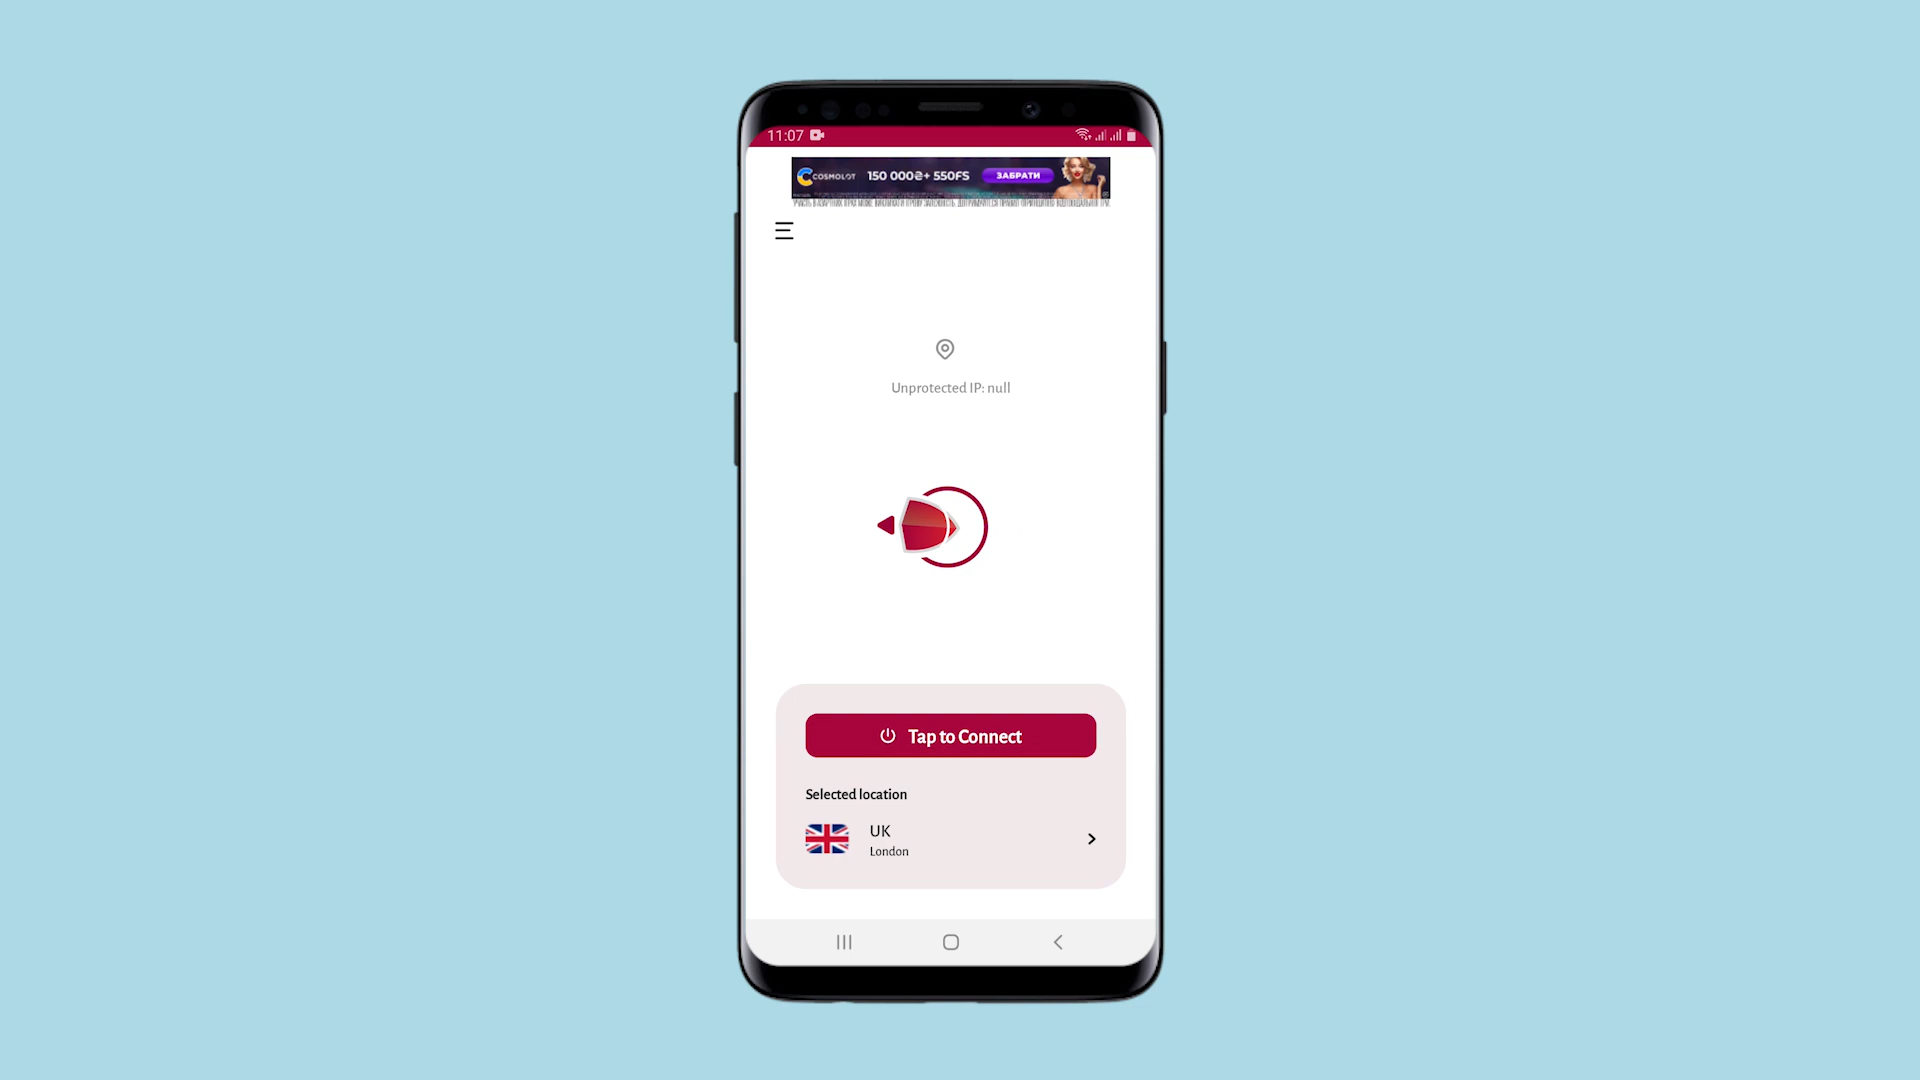 11:07
COSMOLOT 150 000₴+ 550FS ЗАБРАТИ
Unprotected IP: null
Tap to Connect
Selected location
UK
London